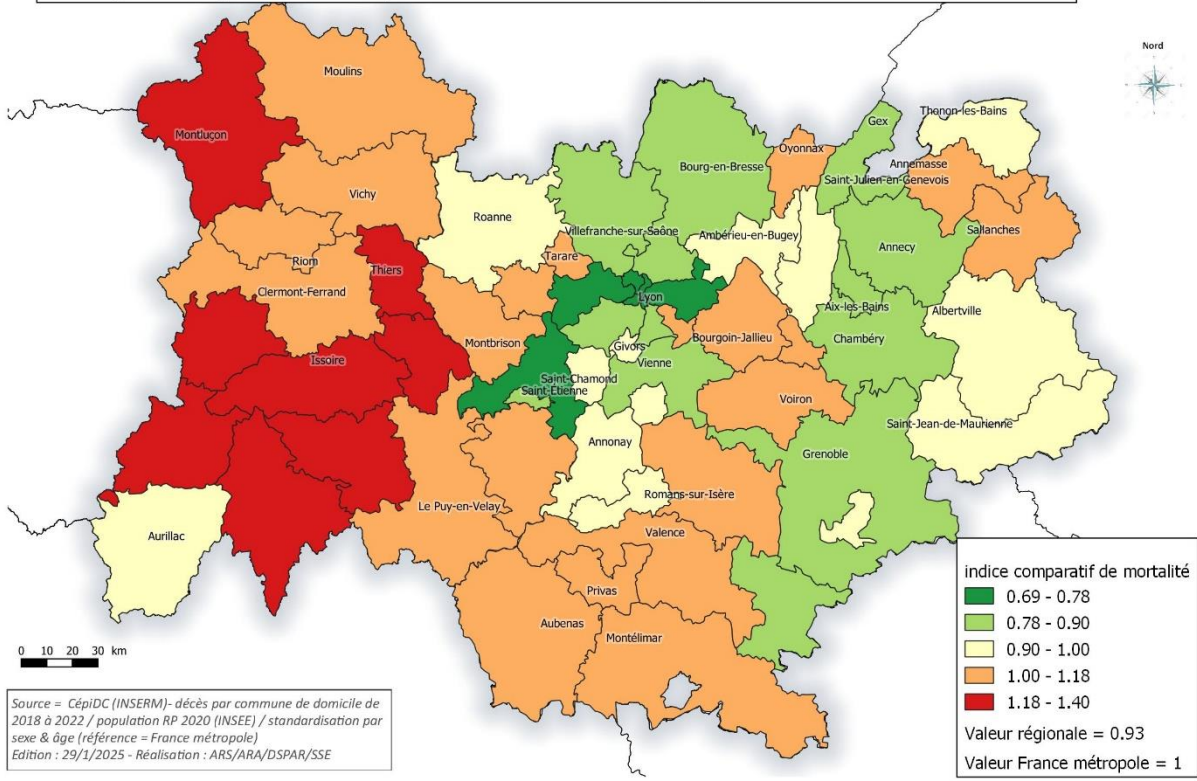 Nord
Moulins
Montluçon
Gex
Thonon-les-Bains
Oyonnax
Annemasse
Bourg-en-Bresse
Saint-Julien-en-Genevois
Vichy
Roanne
Villefranche-sur-Saône
Ambérieu-en-Bugey
Annecy
Sallanches
Tarare
Riom
Thiers
Clermont-Ferrand
Lyon
Aix-les-Bains
Albertville
Montbrison
Bourgoin-Jallieu
Chambéry
Givors
Issoire
Vienne
Saint-Chamond
Saint-Étienne
Voiron
Saint-Jean-de-Maurienne
Annonay
Grenoble
Romans-sur-Isère
Le Puy-en-Velay
Valence
Aurillac
Privas
Aubenas
Montélimar
indice comparatif de mortalité
0.69 - 0.78
0.78 - 0.90
0.90 - 1.00
1.00 - 1.18
1.18 - 1.40
Valeur régionale = 0.93
Valeur France métropole = 1
0 10 20 30 km
Source = CépiDC (INSERM)- décès par commune de domicile de
2018 à 2022 / population RP 2020 (INSEE) / standardisation par
sexe & âge (référence = France métropole)
Edition : 29/1/2025 - Réalisation : ARS/ARA/DSPAR/SSE